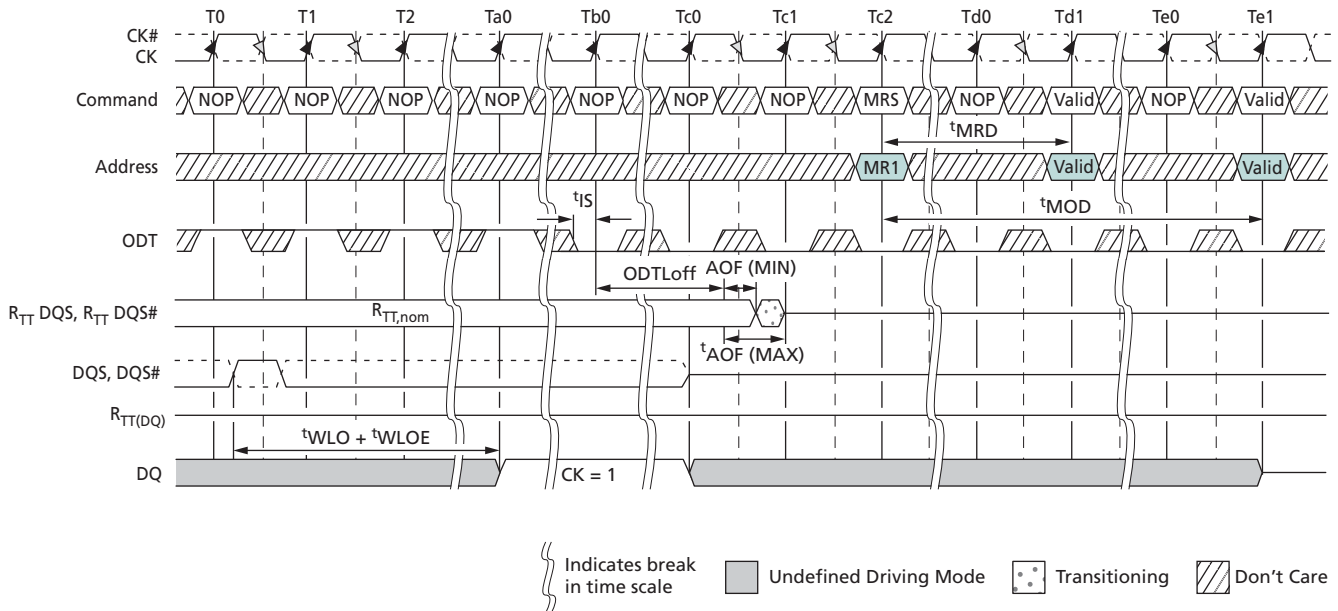 T0 T1 T2 Ta0 Tb0 Tc0 Tc1 Tc2 Td0 Td1 Te0 Te1
CK#
CK
Command NOP NOP NOP NOP NOP NOP NOP MRS NOP Valid NOP Valid
tMRD
Address MR1 Valid Valid
tIS
tMOD
ODT
ODTLoff AOF (MIN)
RTT DQS, RTT DQS# RTT,nom
tAOF (MAX)
DQS, DQS#
RTT(DQ)
tWLO + tWLOE
DQ CK = 1
Indicates break
in time scale
Undefined Driving Mode Transitioning Don't Care